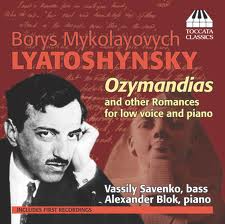 TOCCATA
CLASSICS
Borys Mykolayovych
LYATOSHYNSKY
Ozymandias
and other Romances
for low voice and piano
Vassily Savenko, bass
Alexander Blok, piano
INCLUDES FIRST RECORDINGS